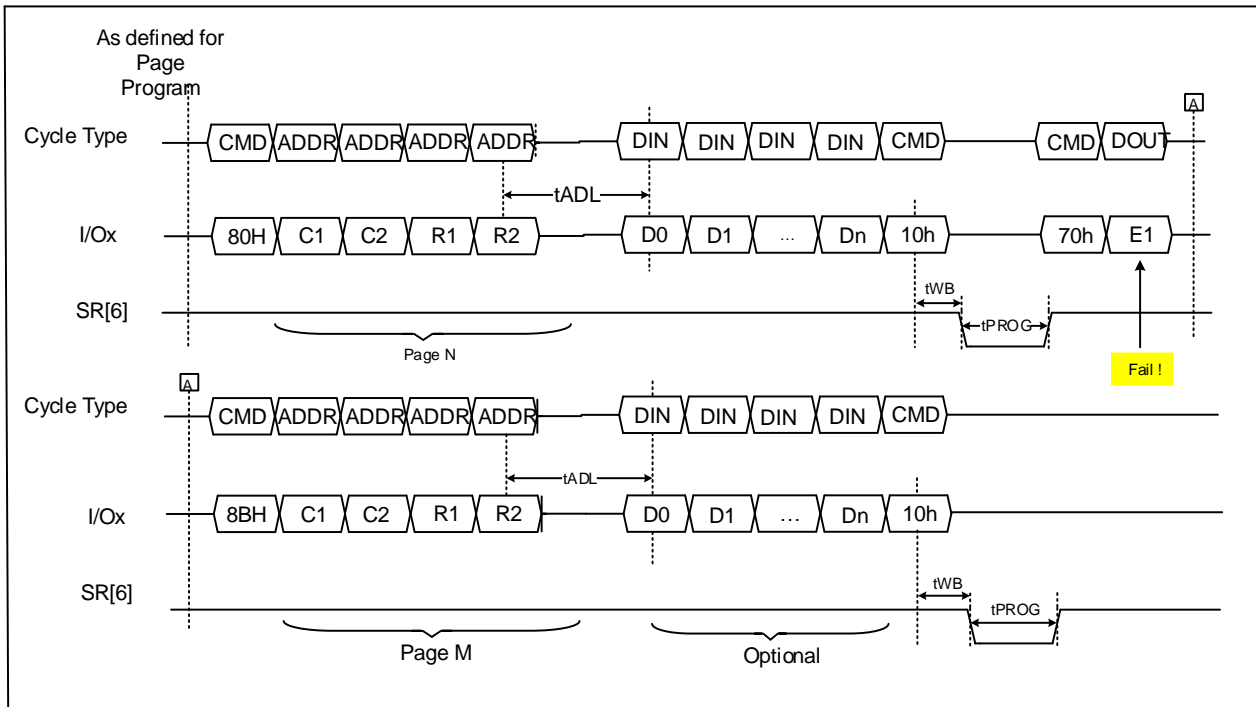 As defined for
Page
Program
A
Cycle Type CMD ADDR ADDR ADDR ADDR DIN DIN DIN DIN CMD CMD DOUT
tADL
I/Ox 80H C1 C2 R1 R2 D0 D1 ... Dn 10h 70h E1
tWB
SR[6]
tPROG
Page N
Fail !
A
Cycle Type CMD ADDR ADDR ADDR ADDR DIN DIN DIN DIN CMD
tADL
I/Ox 8BH C1 C2 R1 R2 D0 D1 ... Dn 10h
tWB
SR[6]
tPROG
Page M Optional